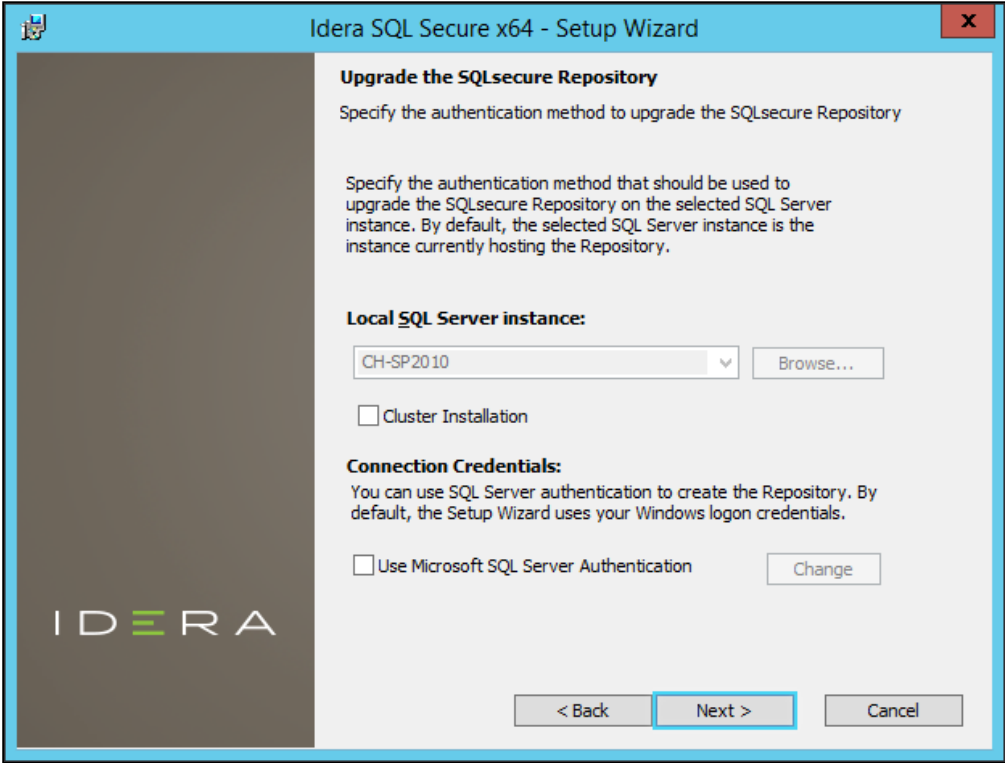 Idera SQL Secure x64 - Setup Wizard
x
Upgrade the SQLsecure Repository
Specify the authentication method to upgrade the SQLsecure Repository
Specify the authentication method that should be used to
upgrade the SQLsecure Repository on the selected SQL Server
instance. By default, the selected SQL Server instance is the
instance currently hosting the Repository.
Local SQL Server instance:
CH-SP2010
Browse...
Cluster Installation
Connection Credentials:
You can use SQL Server authentication to create the Repository. By
default, the Setup Wizard uses your Windows logon credentials.
Use Microsoft SQL Server Authentication
Change
IDERA
< Back
Next >
Cancel